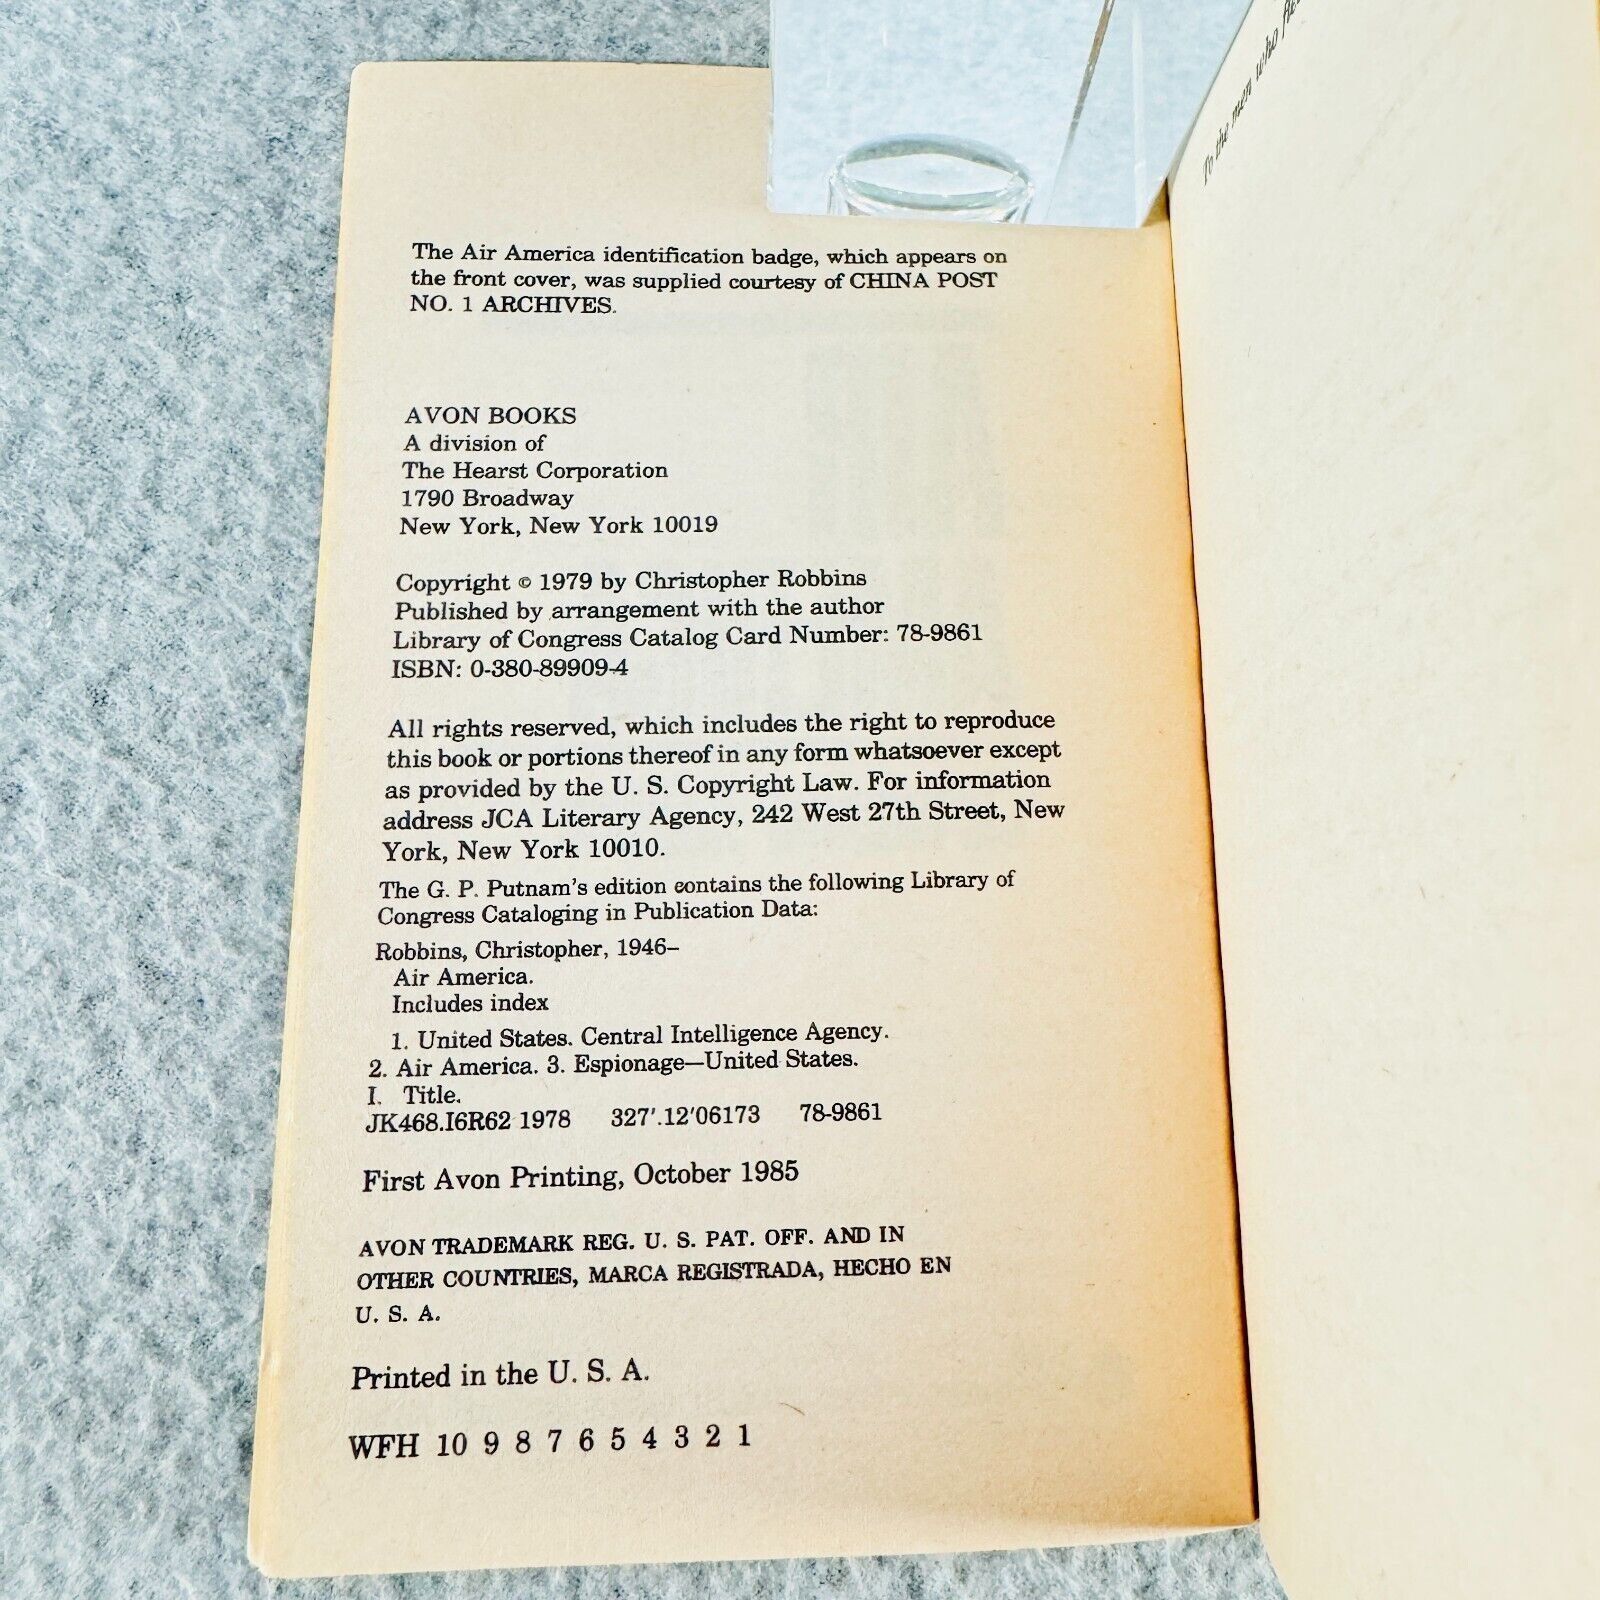 The Air America identification badge, which appears on
the front cover, was supplied courtesy of CHINA POST
NO. 1 ARCHIVES.
AVON BOOKS
A division of
The Hearst Corporation
1790 Broadway
New York, New York 10019
Copyright © 1979 by Christopher Robbins
Published by arrangement with the author
Library of Congress Catalog Card Number: 78-9861
ISBN: 0-380-89909-4
All rights reserved, which includes the right to reproduce
this book or portions thereof in any form whatsoever except
as provided by the U. S. Copyright Law. For information
address JCA Literary Agency, 242 West 27th Street, New
York, New York 10010.
The G. P. Putnam's edition contains the following Library of
Congress Cataloging in Publication Data:
Robbins, Christopher, 1946–
Air America.
Includes index
1. United States. Central Intelligence Agency.
2. Air America. 3. Espionage—United States.
I. Title.
JK468.I6R62 1978 327'.12'06173 78-9861
First Avon Printing, October 1985
AVON TRADEMARK REG. U. S. PAT. OFF. AND IN
OTHER COUNTRIES, MARCA REGISTRADA, HECHO EN
U. S. A.
Printed in the U. S. A.
WFH 10 9 8 7 6 5 4 3 2 1
To the men who